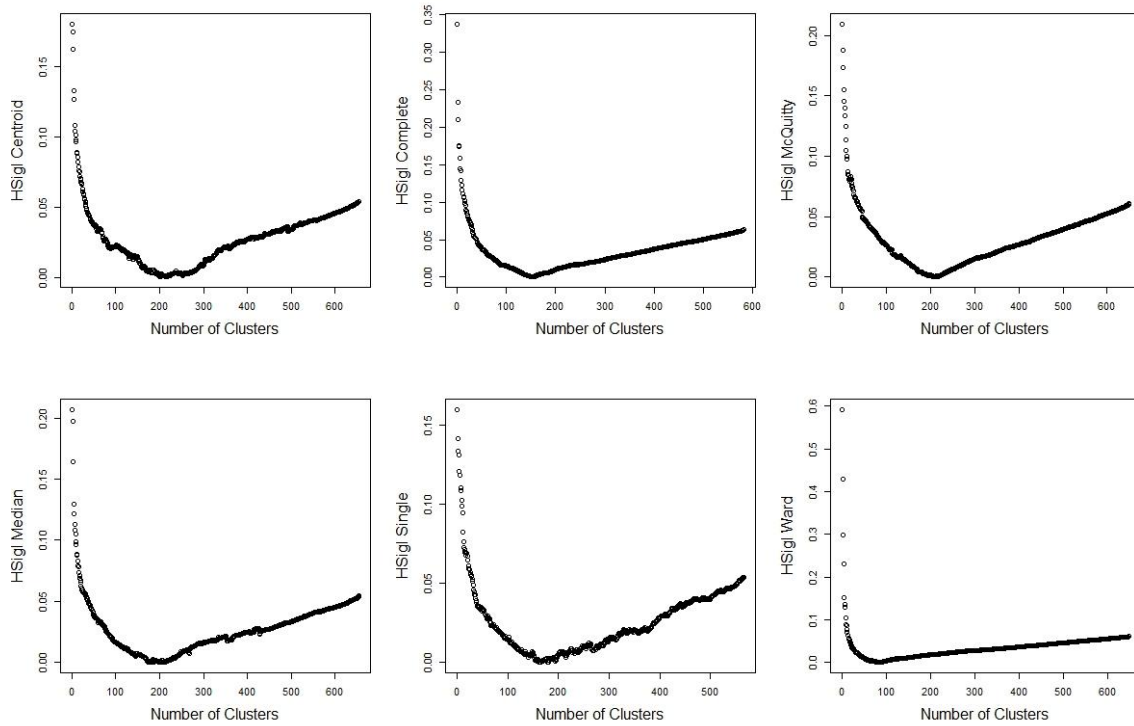 HSigl Centroid
0.00 0.05 0.10 0.15
0 100 200 300 400 500 600
Number of Clusters
HSigl Complete
0.00 0.05 0.10 0.15 0.20 0.25 0.30 0.35
0 100 200 300 400 500 600
Number of Clusters
HSigl McQuitty
0.00 0.05 0.10 0.15 0.20
0 100 200 300 400 500 600
Number of Clusters
HSigl Median
0.00 0.05 0.10 0.15 0.20
0 100 200 300 400 500 600
Number of Clusters
HSigl Single
0.00 0.05 0.10 0.15
0 100 200 300 400 500
Number of Clusters
HSigl Ward
0.0 0.1 0.2 0.3 0.4 0.5 0.6
0 100 200 300 400 500 600
Number of Clusters